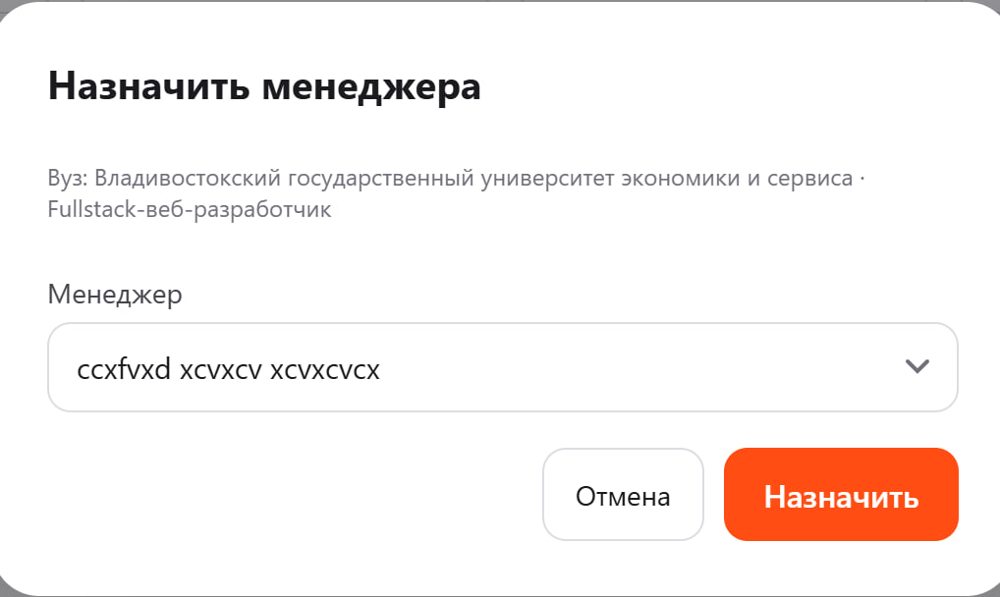 Назначить менеджера
Вуз: Владивостокский государственный университет экономики и сервиса ·
Fullstack-веб-разработчик
Менеджер
ccxfvxd xcvxcv xcvxcvcx
Отмена
Назначить